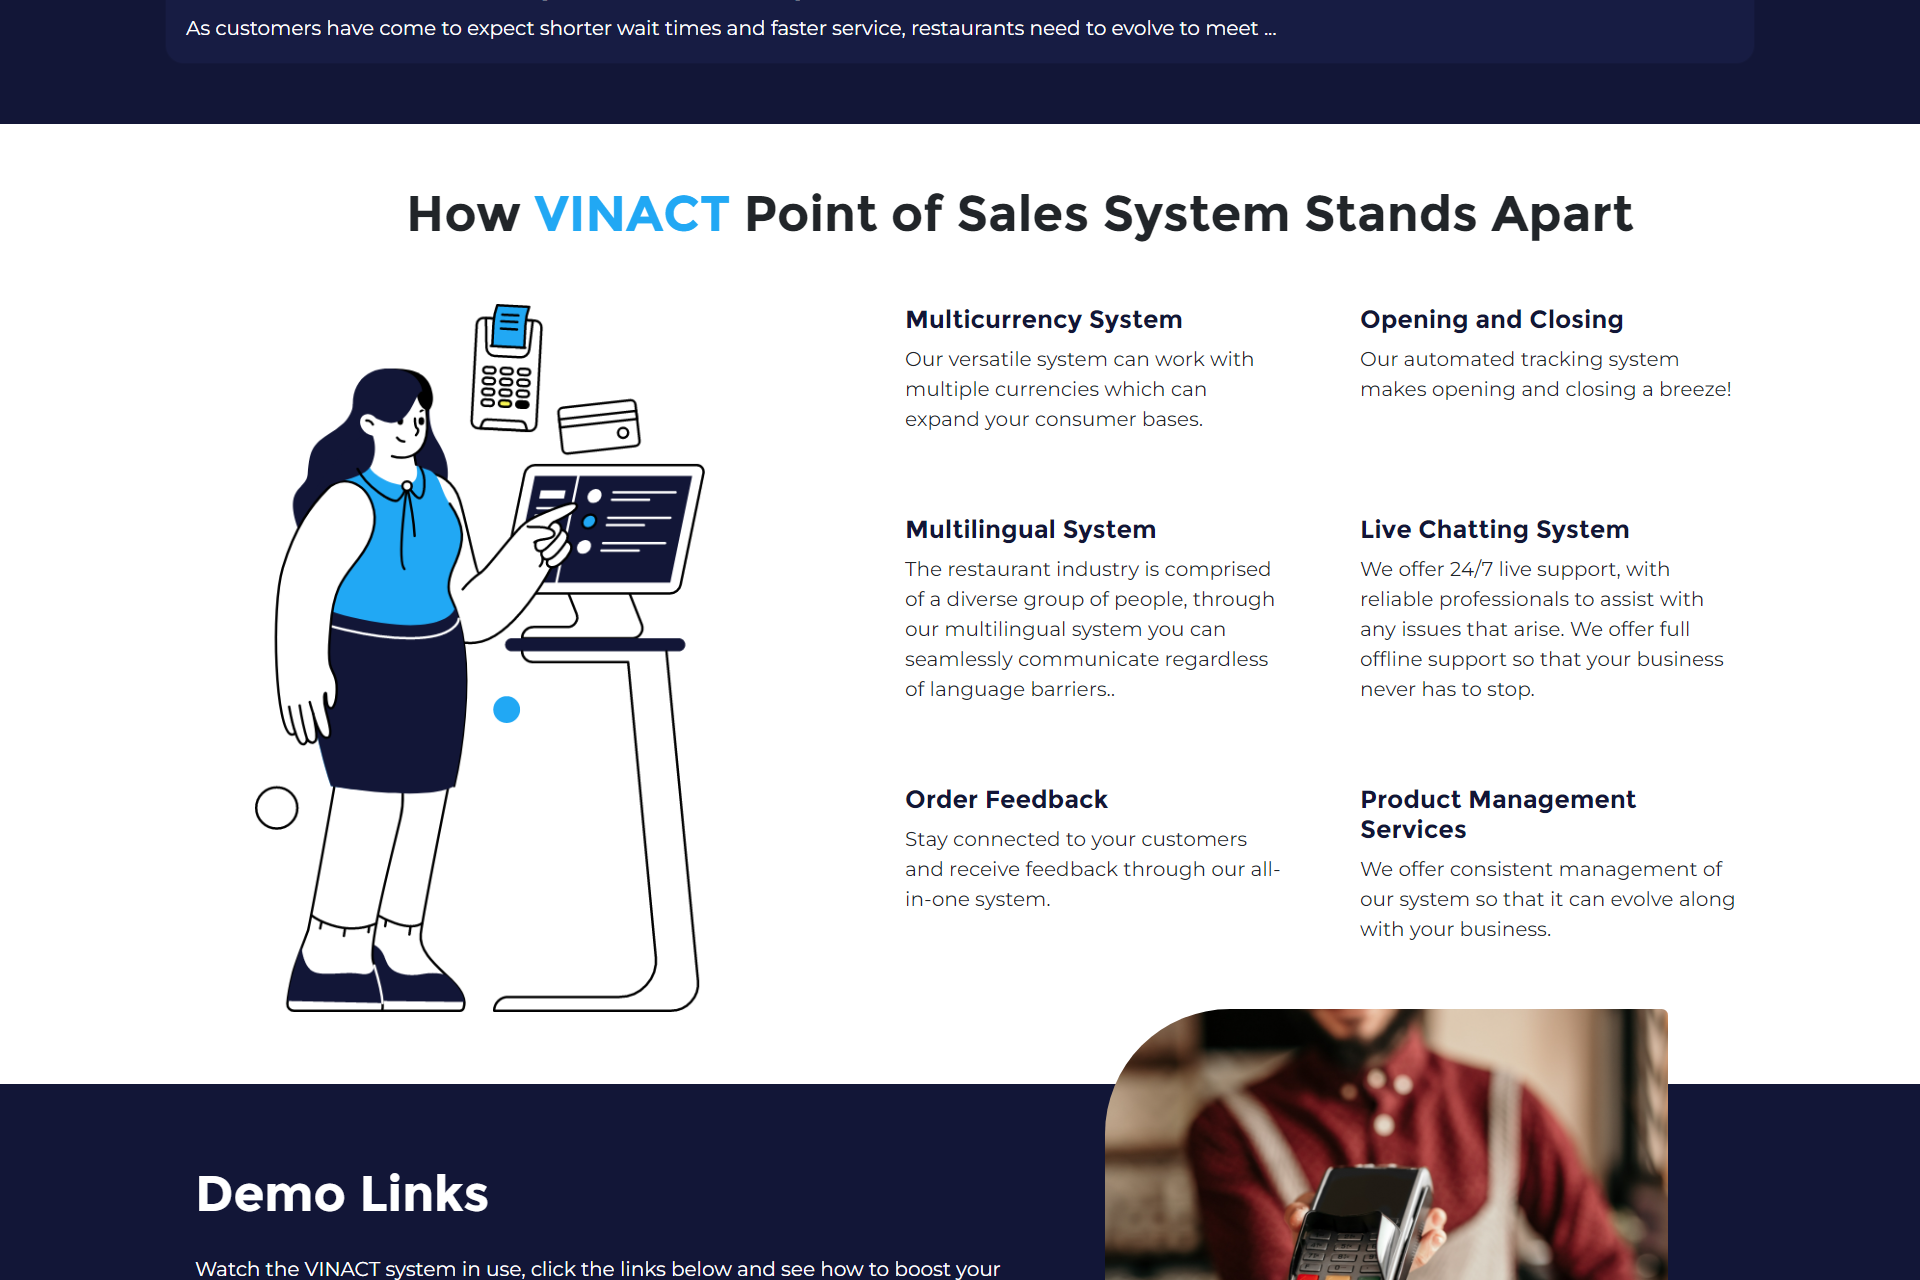 As customers have come to expect shorter wait times and faster service, restaurants need to evolve to meet ...
How VINACT Point of Sales System Stands Apart
Multicurrency System
Our versatile system can work with
multiple currencies which can
expand your consumer bases.
Opening and Closing
Our automated tracking system
makes opening and closing a breeze!
Multilingual System
The restaurant industry is comprised
of a diverse group of people, through
our multilingual system you can
seamlessly communicate regardless
of language barriers..
Live Chatting System
We offer 24/7 live support, with
reliable professionals to assist with
any issues that arise. We offer full
offline support so that your business
never has to stop.
Order Feedback
Stay connected to your customers
and receive feedback through our all-
in-one system.
Product Management
Services
We offer consistent management of
our system so that it can evolve along
with your business.
Demo Links
Watch the VINACT system in use, click the links below and see how to boost your